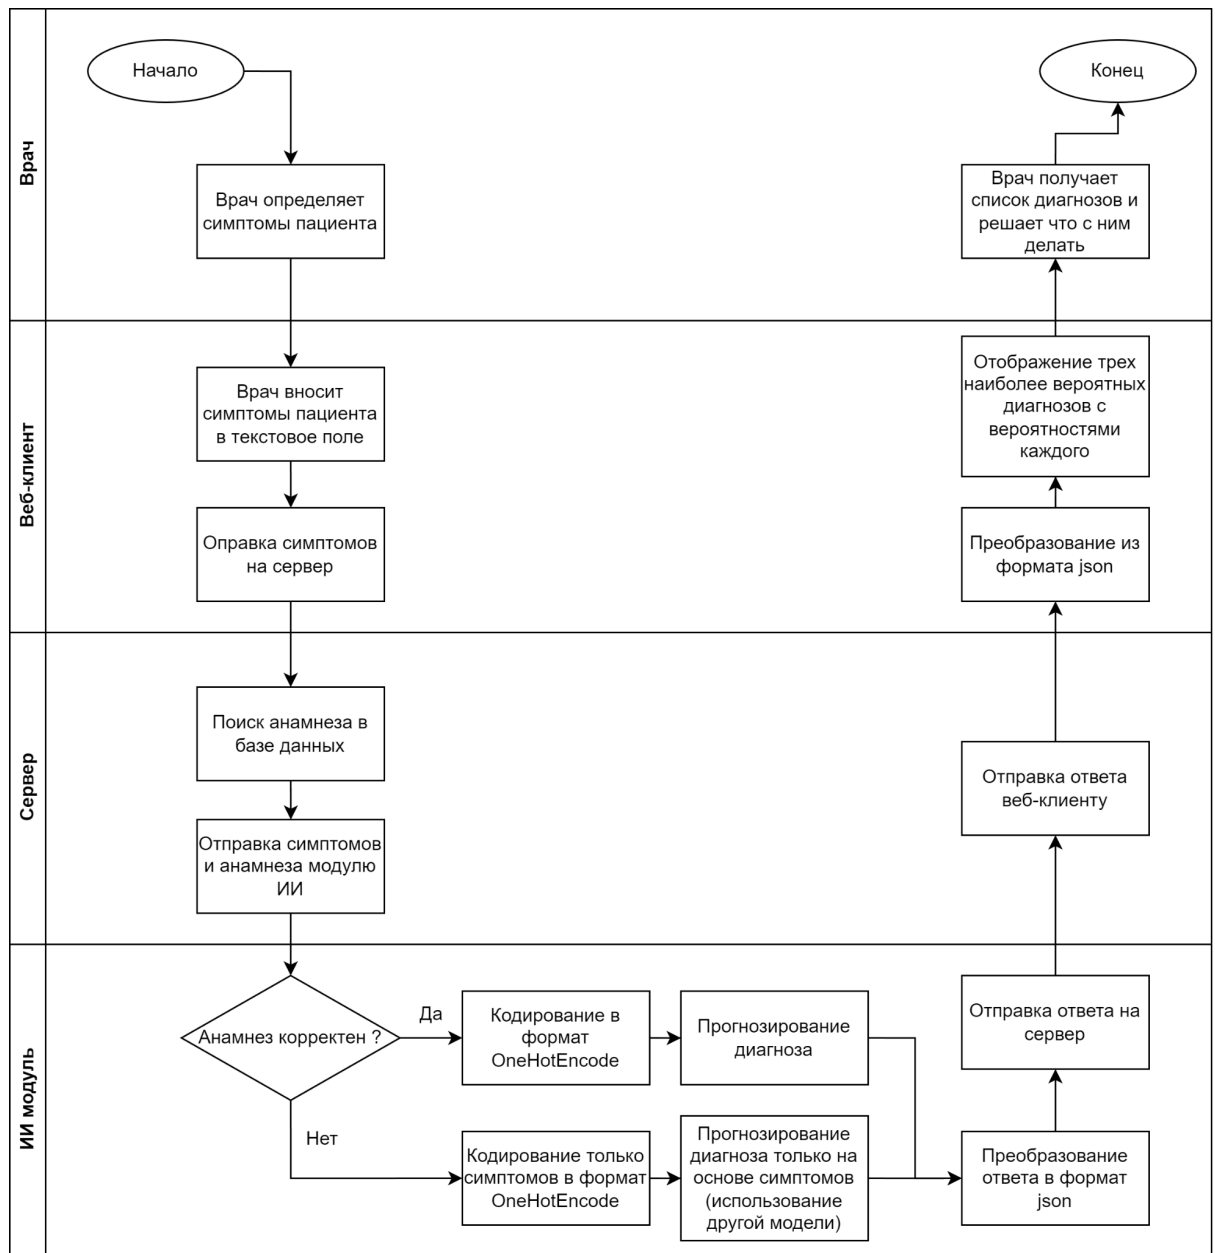 Врач
Начало
Конец
Врач определяет
симптомы пациента
Врач получает
список диагнозов и
решает что с ним
делать
Веб-клиент
Врач вносит
симптомы пациента
в текстовое поле
Отображение трех
наиболее вероятных
диагнозов с
вероятностями
каждого
Оправка симптомов
на сервер
Преобразование из
формата json
Сервер
Поиск анамнеза в
базе данных
Отправка ответа
веб-клиенту
Отправка симптомов
и анамнеза модулю
ИИ
ИИ модуль
Анамнез корректен ?
Да
Кодирование в
формат
OneHotEncode
Прогнозирование
диагноза
Отправка ответа на
сервер
Нет
Кодирование только
симптомов в формат
OneHotEncode
Прогнозирование
диагноза только на
основе симптомов
(использование
другой модели)
Преобразование
ответа в формат
json